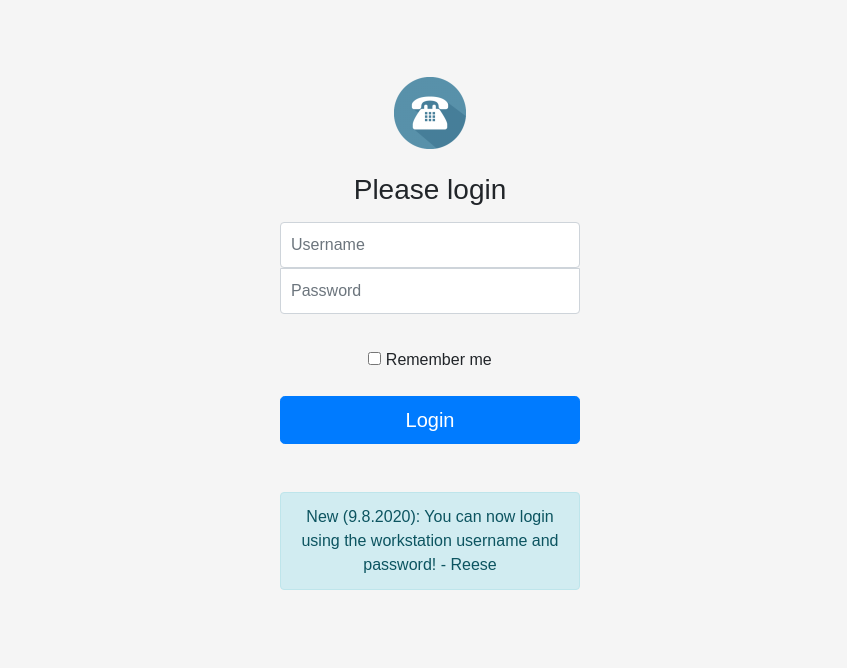 Please login
Username
Password
Remember me
Login
New (9.8.2020): You can now login
using the workstation username and
password! - Reese